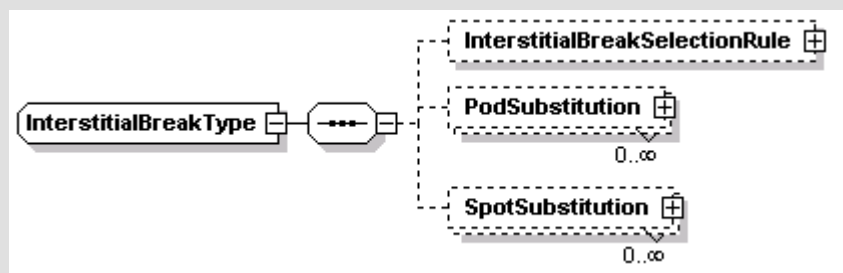 InterstitialBreakSelectionRule
InterstitialBreakType
PodSubstitution
0..∞
SpotSubstitution
0..∞